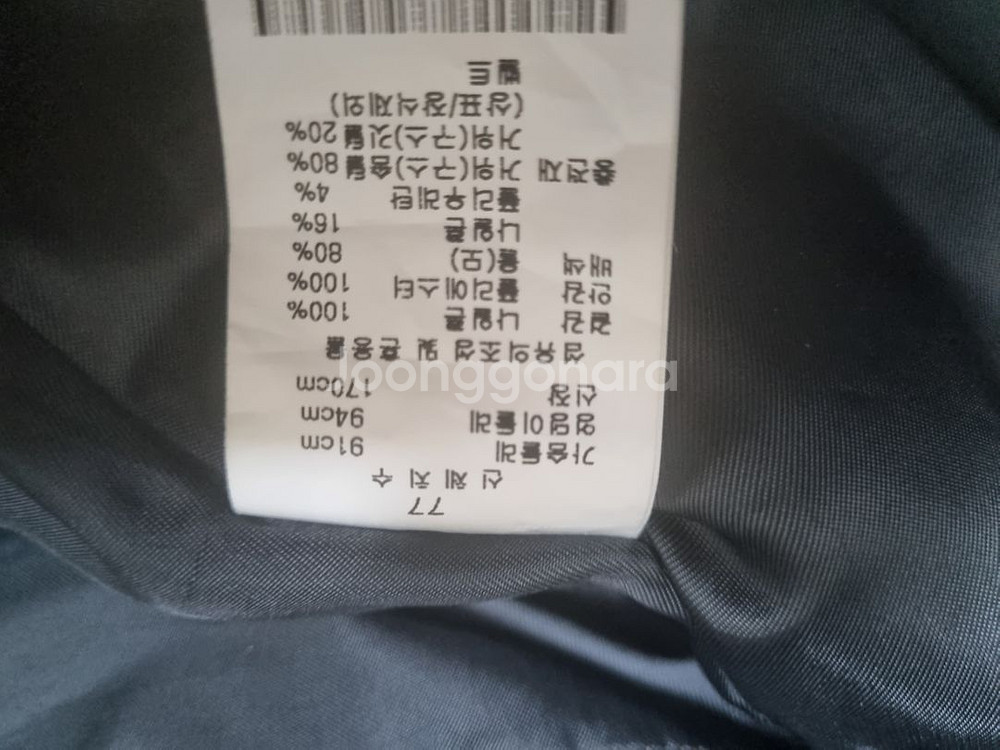 77
신 체 치 수
가슴둘레 91cm
엉덩이둘레 94cm
신장 170cm
섬유의조성 및 혼용률
겉감 나일론 100%
안감 폴리에스터 100%
배색 울(모) 80%
나일론 16%
폴리우레탄 4%
충전재 거위(구스)솜털 80%
거위(구스)깃털 20%
(상표/장식제외)
벨트
loonggonara